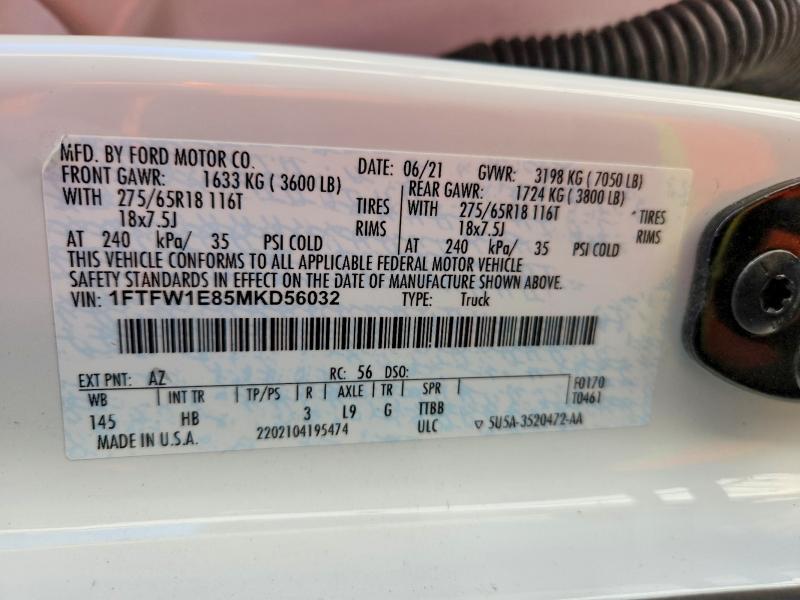 MFD. BY FORD MOTOR CO. DATE: 06/21 GVWR: 3198 KG ( 7050 LB)
FRONT GAWR: 1633 KG ( 3600 LB) REAR GAWR: 1724 KG ( 3800 LB)
WITH 275/65R18 116T TIRES WITH 275/65R18 116T TIRES
18x7.5J RIMS 18x7.5J RIMS
AT 240 kPa/ 35 PSI COLD AT 240 kPa/ 35 PSI COLD
THIS VEHICLE CONFORMS TO ALL APPLICABLE FEDERAL MOTOR VEHICLE
SAFETY STANDARDS IN EFFECT ON THE DATE OF MANUFACTURE SHOWN ABOVE.
VIN: 1FTFW1E85MKD56032 TYPE: Truck
EXT PNT: AZ RC: 56 DSO: F0170
WB INT TR TP/PS R AXLE TR SPR T0461
145 HB 3 L9 G TTBB
MADE IN U.S.A. 2202104195474 ULC ▽ 5U5A-3520472-AA